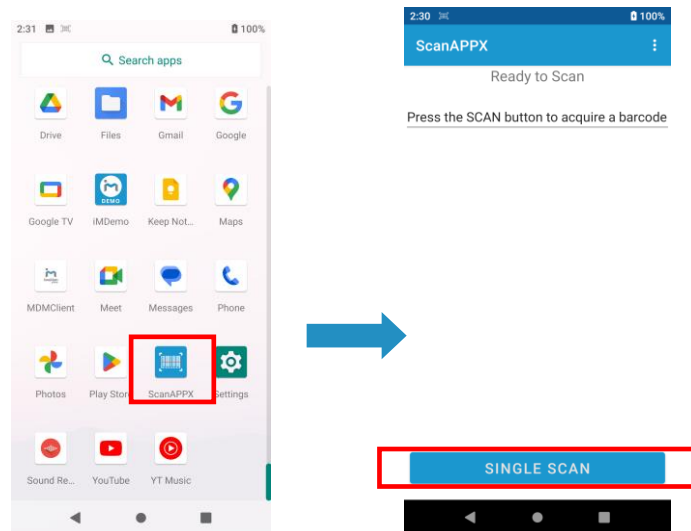 2:31 100%
Search apps
Drive Files Gmail Google
DEMO
Google TV iMDemo Keep Not... Maps
MDMClient Meet Messages Phone
Photos Play Store ScanAPPX Settings
Sound Re... YouTube YT Music
2:30 100%
ScanAPPX
Ready to Scan
Press the SCAN button to acquire a barcode
SINGLE SCAN